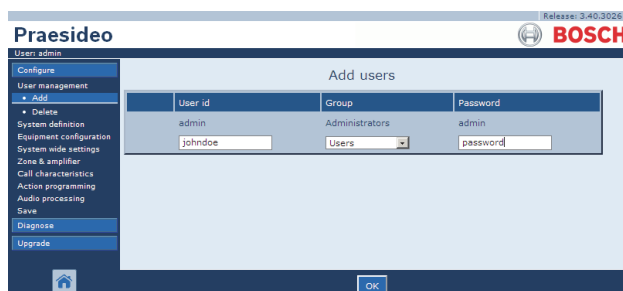 Release: 3.40.3026
Praesideo
BOSCH
User: admin
Configure
User management
• Add
• Delete
System definition
Equipment configuration
System wide settings
Zone & amplifier
Call characteristics
Action programming
Audio processing
Save
Diagnose
Upgrade
Add users
User id Group Password
admin Administrators admin
johndoe Users password
OK